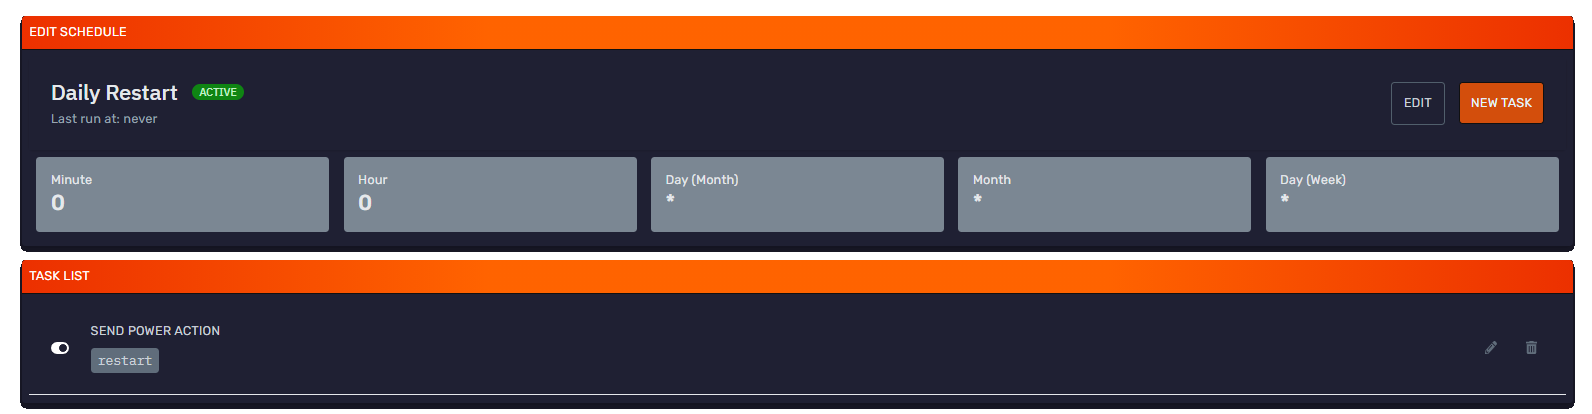 EDIT SCHEDULE
Daily Restart ACTIVE
Last run at: never
EDIT
NEW TASK
Minute
0
Hour
0
Day (Month)
*
Month
*
Day (Week)
*
TASK LIST
SEND POWER ACTION
restart